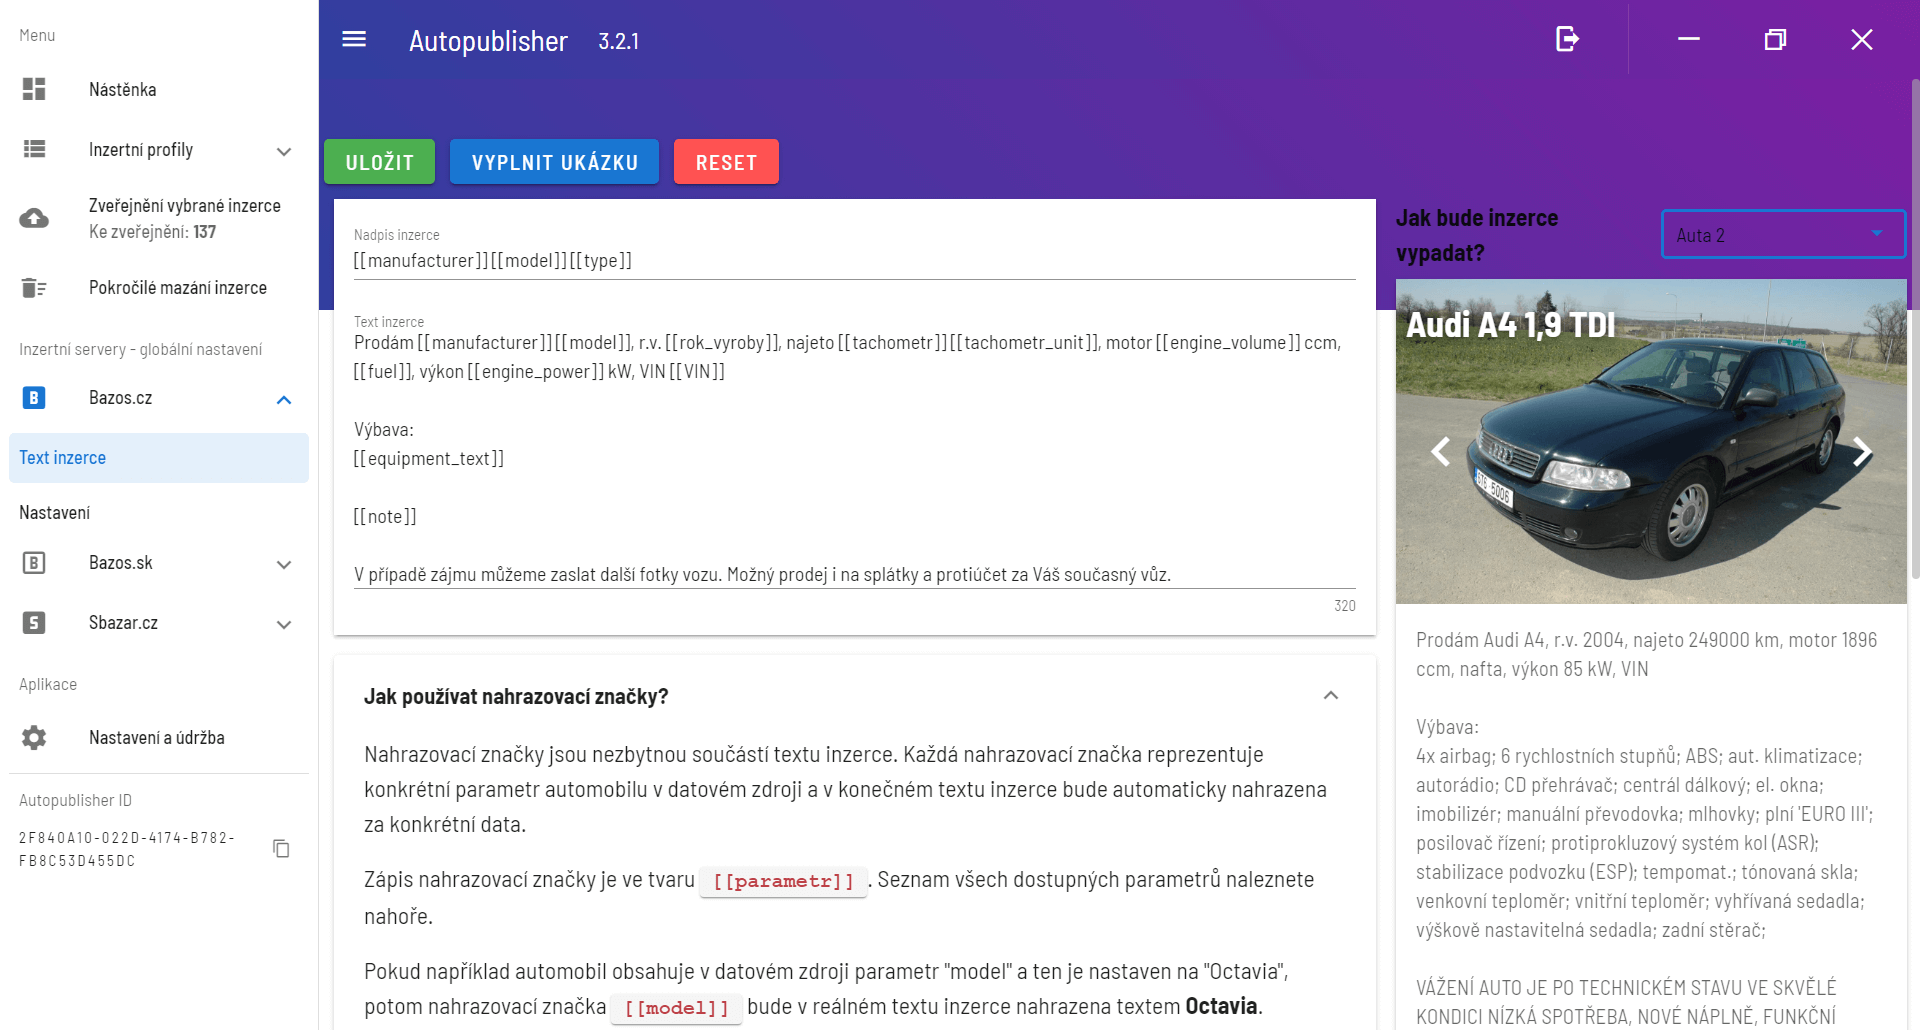 Menu
Nástěnka
Inzertní profily
Zveřejnění vybrané inzerce
Ke zveřejnění: 137
Pokročilé mazání inzerce
Inzertní servery - globální nastavení
B Bazos.cz
Text inzerce
Nastavení
B Bazos.sk
S Sbazar.cz
Aplikace
Nastavení a údržba
Autopublisher ID
2F840A10-022D-4174-B782-
FB8C53D455DC
Autopublisher 3.2.1
ULOŽIT VYPLNIT UKÁZKU RESET
Nadpis inzerce
[[manufacturer]] [[model]] [[type]]
Text inzerce
Prodám [[manufacturer]] [[model]], r.v. [[rok_vyroby]], najeto [[tachometr]] [[tachometr_unit]], motor [[engine_volume]] ccm,
[[fuel]], výkon [[engine_power]] kW, VIN [[VIN]]
Výbava:
[[equipment_text]]
[[note]]
V případě zájmu můžeme zaslat další fotky vozu. Možný prodej i na splátky a protiúčet za Váš současný vůz.
320
Jak používat nahrazovací značky?
Nahrazovací značky jsou nezbytnou součástí textu inzerce. Každá nahrazovací značka reprezentuje
konkrétní parametr automobilu v datovém zdroji a v konečném textu inzerce bude automaticky nahrazena
za konkrétní data.
Zápis nahrazovací značky je ve tvaru [[parametr]]. Seznam všech dostupných parametrů naleznete
nahoře.
Pokud například automobil obsahuje v datovém zdroji parametr "model" a ten je nastaven na "Octavia",
potom nahrazovací značka [[model]] bude v reálném textu inzerce nahrazena textem Octavia.
Jak bude inzerce
vypadat?
Auta 2
Audi A4 1,9 TDI
6T6 5006
Prodám Audi A4, r.v. 2004, najeto 249000 km, motor 1896
ccm, nafta, výkon 85 kW, VIN
Výbava:
4x airbag; 6 rychlostních stupňů; ABS; aut. klimatizace;
autorádio; CD přehrávač; centrál dálkový; el. okna;
imobilizér; manuální převodovka; mlhovky; plní 'EURO III';
posilovač řízení; protiprokluzový systém kol (ASR);
stabilizace podvozku (ESP); tempomat.; tónovaná skla;
venkovní teploměr; vnitřní teploměr; vyhřívaná sedadla;
výškově nastavitelná sedadla; zadní stěrač;
VÁŽENÍ AUTO JE PO TECHNICKÉM STAVU VE SKVĚLÉ
KONDICI NÍZKÁ SPOTŘEBA, NOVÉ NÁPLNĚ, FUNKČNÍ